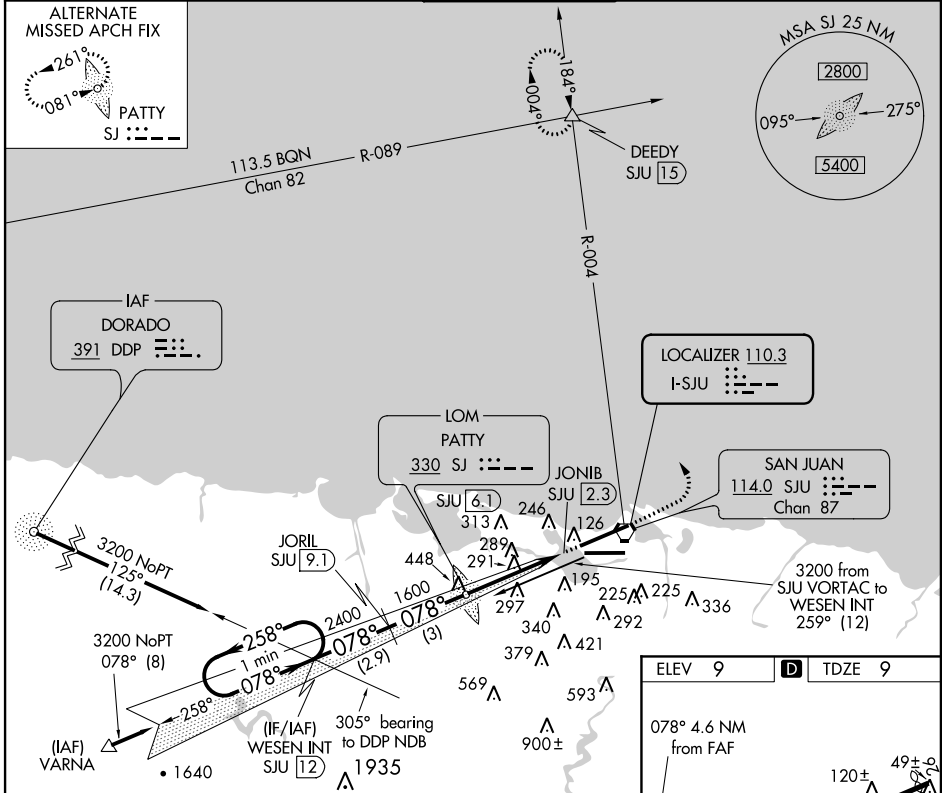 ALTERNATE
MISSED APCH FIX
261°
081°
PATTY
SJ
184°
004°
MSA SJ 25 NM
2800
095°
275°
5400
DEEDY
SJU 15
113.5 BQN
R-089
Chan 82
R-004
IAF
DORADO
391 DDP
LOCALIZER 110.3
I-SJU
LOM
PATTY
330 SJ
SJU 6.1
JONIB
SJU 2.3
SAN JUAN
114.0 SJU
Chan 87
313
246
126
289
291
448
297
195
225
225
336
340
292
421
379
569
593
900±
JORIL
SJU 9.1
3200 NoPT
125°
(14.3)
2400
1600
078°
078°
078°
(3)
(2.9)
258°
1 min
258°
3200 from
SJU VORTAC to
WESEN INT
259° (12)
3200 NoPT
078° (8)
(IAF)
VARNA
(IF/IAF)
WESEN INT
SJU 12
305° bearing
to DDP NDB
1640
1935
ELEV 9
D
TDZE 9
078° 4.6 NM
from FAF
120±
49±
26